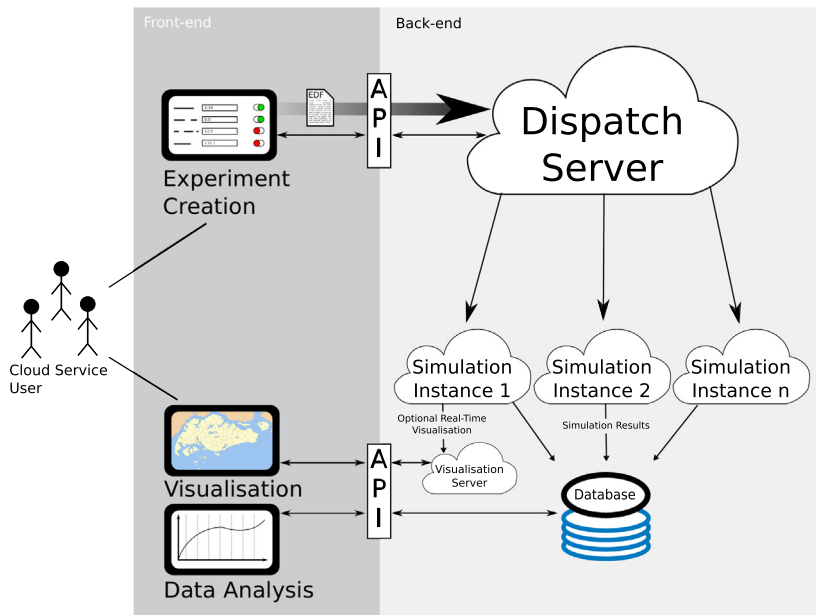 Front-end
Back-end
EDF
A
P
I
Dispatch
Server
Experiment
Creation
Cloud Service
User
Simulation
Instance 1
Simulation
Instance 2
Simulation
Instance n
Optional Real-Time
Visualisation
Simulation Results
Visualisation
Server
A
P
I
Database
Visualisation
Data Analysis